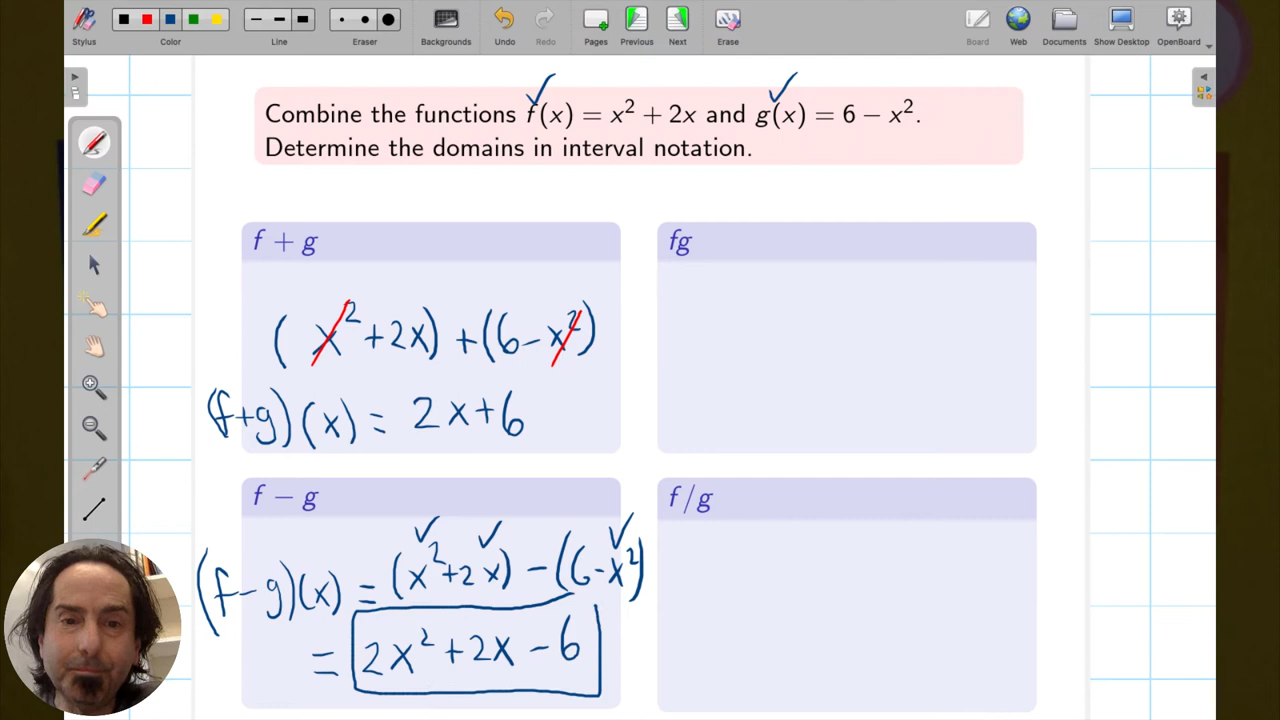 Stylus Color Line Eraser Backgrounds Undo Redo Pages Previous Next Erase Board Web Documents Show Desktop OpenBoard
Combine the functions f(x) = x² + 2x and g(x) = 6 − x².
Determine the domains in interval notation.
f + g
(x² + 2x) + (6 − x²)
(f+g)(x) = 2x + 6
fg
f − g
(f − g)(x) = (x² + 2x) − (6 − x²)
= 2x² + 2x − 6
f/g